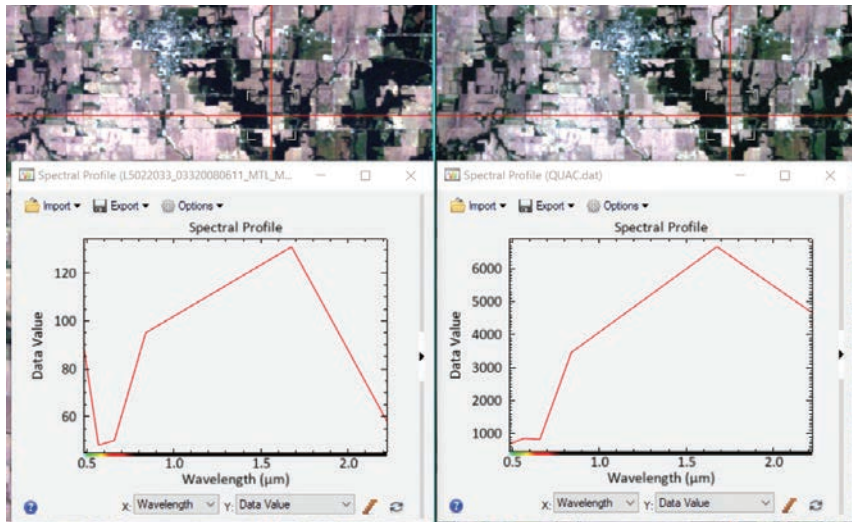 Spectral Profile (L5022033_03320080611_MTL_M...
Import Export Options
Spectral Profile
Data Value
120
100
80
60
0.5 1.0 1.5 2.0
Wavelength (μm)
X: Wavelength Y: Data Value
Spectral Profile (QUAC.dat)
Import Export Options
Spectral Profile
Data Value
6000
5000
4000
3000
2000
1000
0.5 1.0 1.5 2.0
Wavelength (μm)
X: Wavelength Y: Data Value